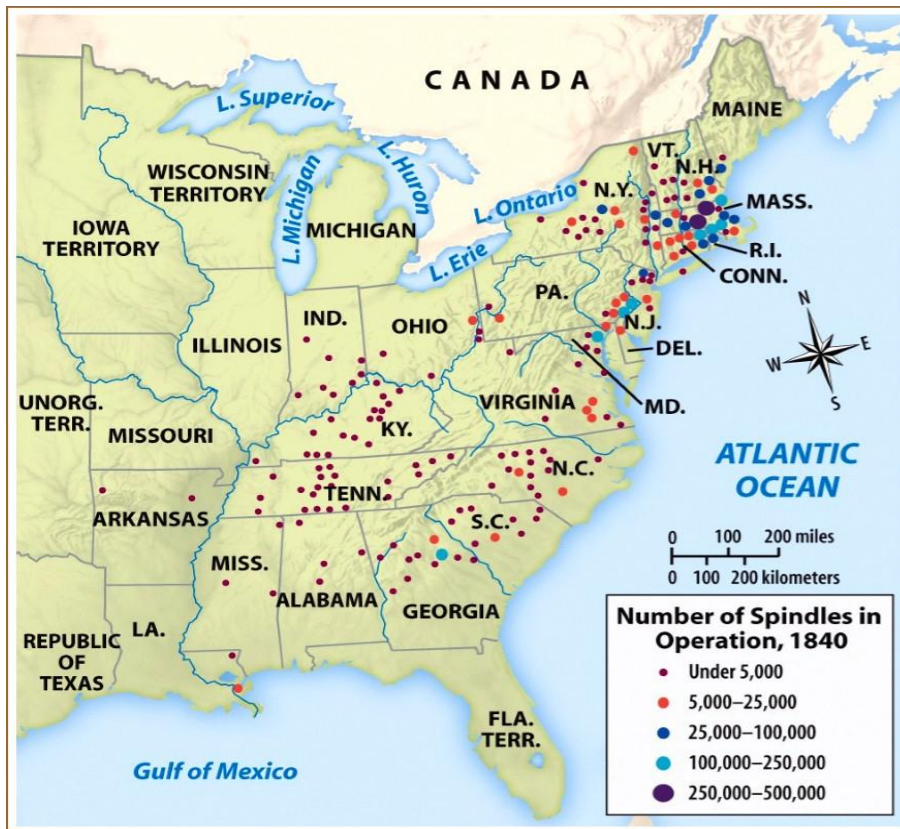 CANADA
L. Superior
MAINE
L. Huron
VT.
N.H.
WISCONSIN
TERRITORY
L. Michigan
N.Y.
MASS.
L. Ontario
IOWA
TERRITORY
MICHIGAN
R.I.
L. Erie
CONN.
PA.
N
IND.
OHIO
N.J.
ILLINOIS
DEL.
W
E
S
UNORG.
TERR.
VIRGINIA
MD.
MISSOURI
KY.
ATLANTIC
OCEAN
N.C.
TENN.
ARKANSAS
S.C.
0 100 200 miles
0 100 200 kilometers
MISS.
ALABAMA
GEORGIA
LA.
REPUBLIC
OF
TEXAS
Number of Spindles in
Operation, 1840
Under 5,000
5,000–25,000
25,000–100,000
100,000–250,000
250,000–500,000
FLA.
TERR.
Gulf of Mexico